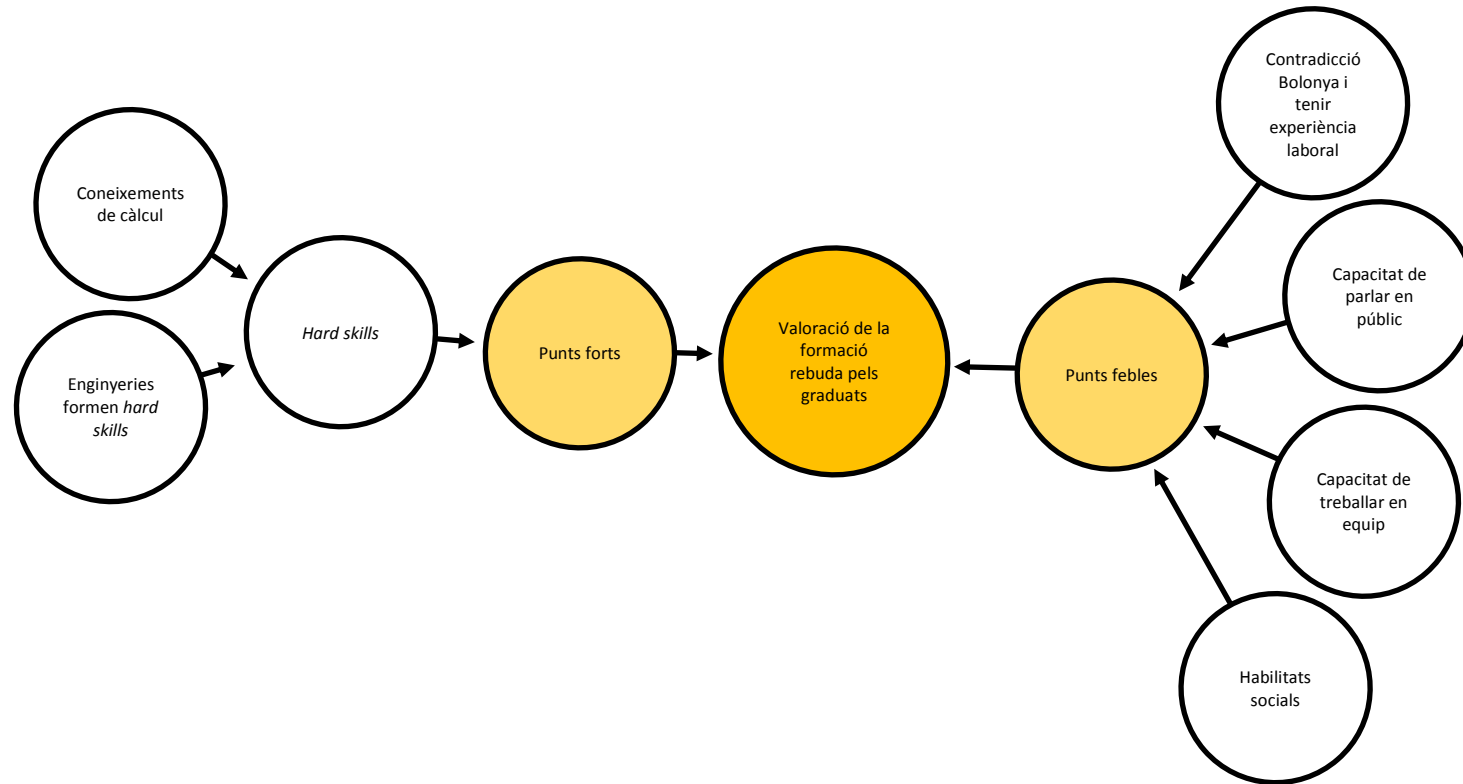 Coneixements
de càlcul
Enginyeries
formen hard
skills
Hard skills
Punts forts
Valoració de la
formació
rebuda pels
graduats
Punts febles
Contradicció
Bolonya i
tenir
experiència
laboral
Capacitat de
parlar en
públic
Capacitat de
treballar en
equip
Habilitats
socials